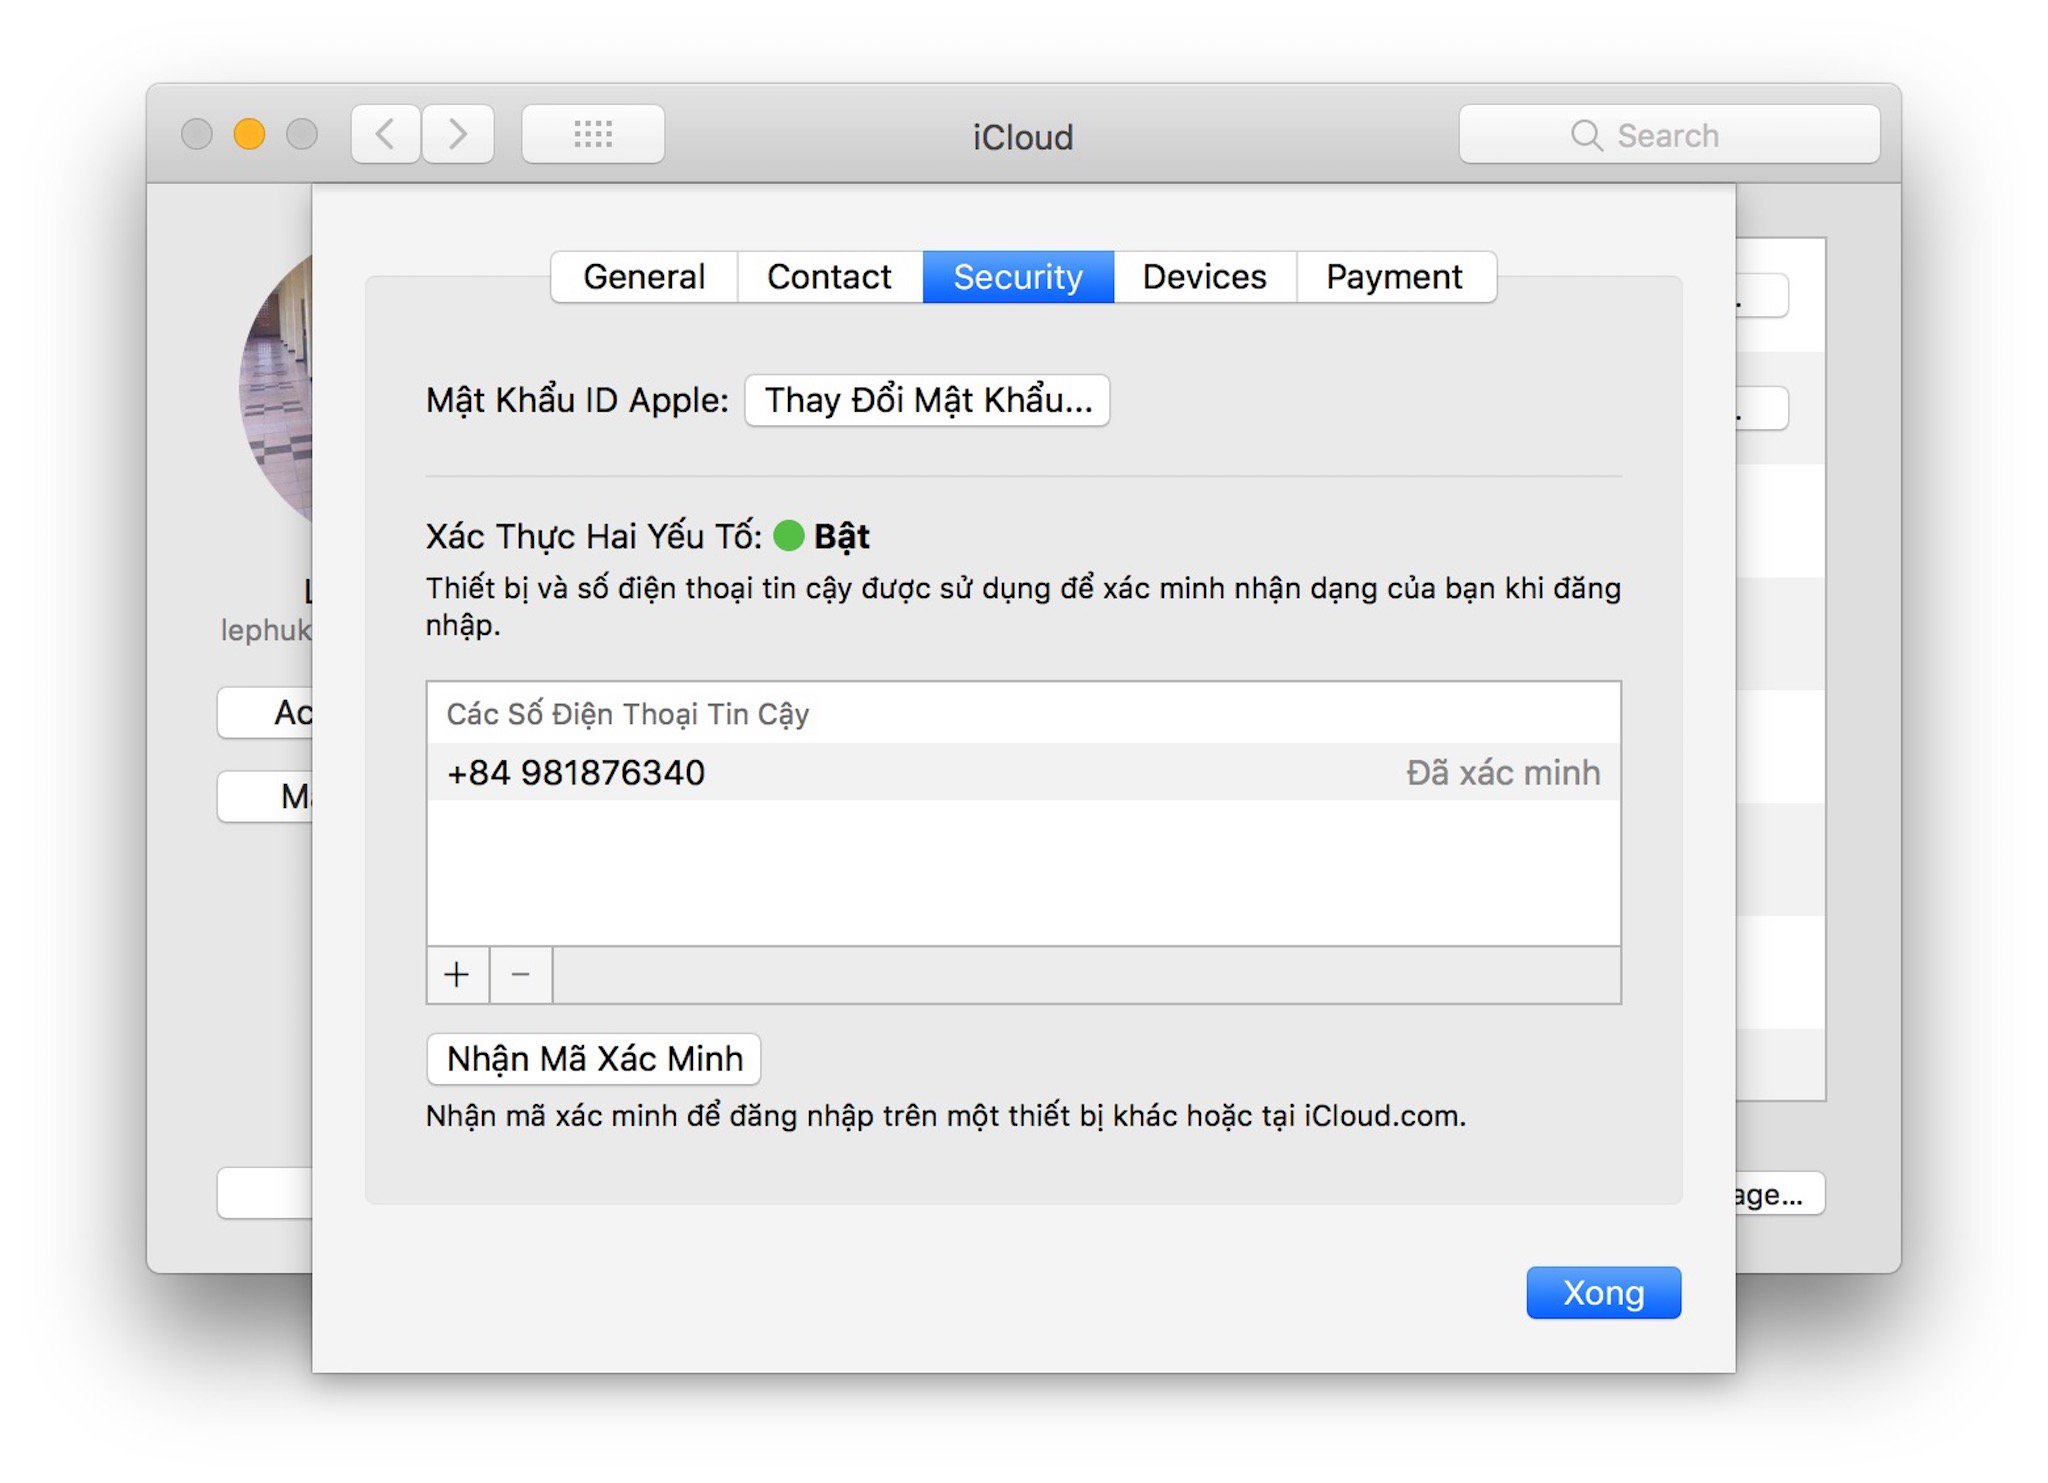 iCloud
Search
General Contact Security Devices Payment
Mật Khẩu ID Apple: Thay Đổi Mật Khẩu...
Xác Thực Hai Yếu Tố: Bật
Thiết bị và số điện thoại tin cậy được sử dụng để xác minh nhận dạng của bạn khi đăng
nhập.
lephuk
Các Số Điện Thoại Tin Cậy
+84 981876340 Đã xác minh
+ −
Nhận Mã Xác Minh
Nhận mã xác minh để đăng nhập trên một thiết bị khác hoặc tại iCloud.com.
age...
Xong